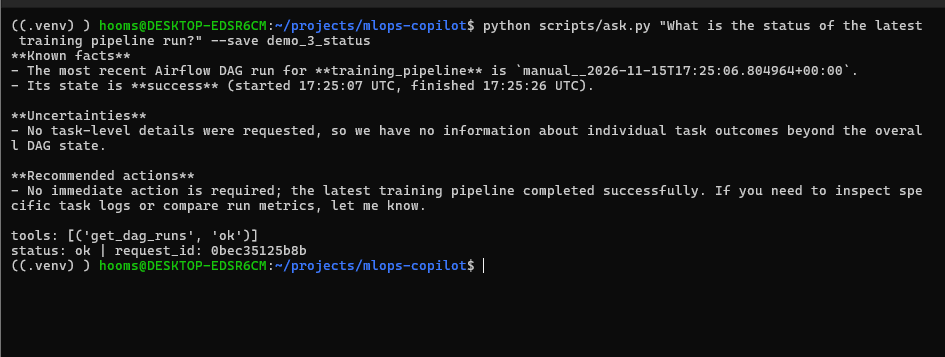 ((.venv) ) hooms@DESKTOP-EDSR6CM:~/projects/mlops-copilot$ python scripts/ask.py "What is the status of the latest
 training pipeline run?" --save demo_3_status
**Known facts**
- The most recent Airflow DAG run for **training_pipeline** is `manual__2026-11-15T17:25:06.804964+00:00`.
- Its state is **success** (started 17:25:07 UTC, finished 17:25:26 UTC).

**Uncertainties**
- No task-level details were requested, so we have no information about individual task outcomes beyond the overal
l DAG state.

**Recommended actions**
- No immediate action is required; the latest training pipeline completed successfully. If you need to inspect spe
cific task logs or compare run metrics, let me know.

tools: [('get_dag_runs', 'ok')]
status: ok | request_id: 0bec35125b8b
((.venv) ) hooms@DESKTOP-EDSR6CM:~/projects/mlops-copilot$